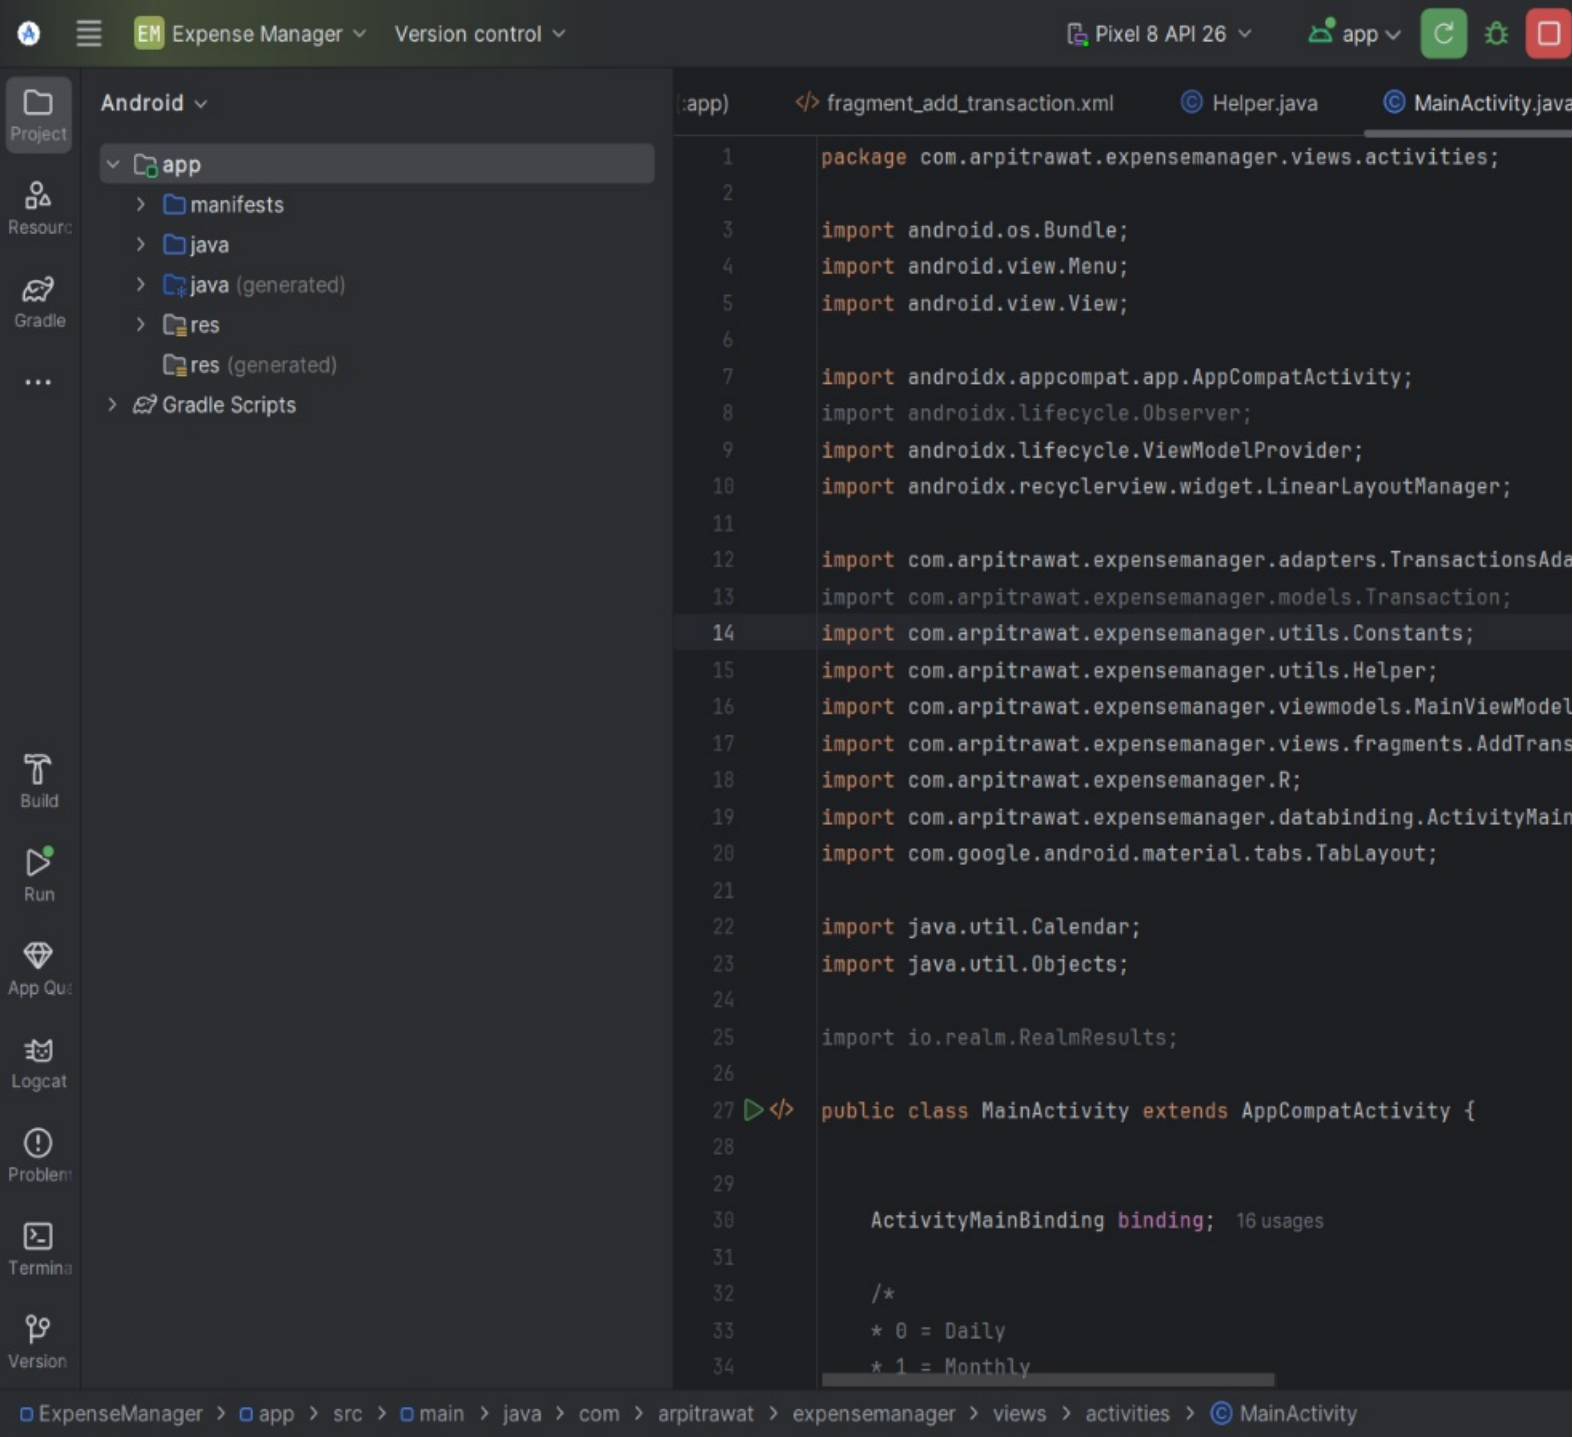 EM Expense Manager Version control Pixel 8 API 26 app
Project
Resourc
Gradle
Build
Run
App Qua
Logcat
Problem
Termina
Version
Android
app
manifests
java
java (generated)
res
res (generated)
Gradle Scripts
:app) </> fragment_add_transaction.xml Helper.java MainActivity.java
1 package com.arpitrawat.expensemanager.views.activities;
2
3 import android.os.Bundle;
4 import android.view.Menu;
5 import android.view.View;
6
7 import androidx.appcompat.app.AppCompatActivity;
8 import androidx.lifecycle.Observer;
9 import androidx.lifecycle.ViewModelProvider;
10 import androidx.recyclerview.widget.LinearLayoutManager;
11
12 import com.arpitrawat.expensemanager.adapters.TransactionsAda
13 import com.arpitrawat.expensemanager.models.Transaction;
14 import com.arpitrawat.expensemanager.utils.Constants;
15 import com.arpitrawat.expensemanager.utils.Helper;
16 import com.arpitrawat.expensemanager.viewmodels.MainViewModel
17 import com.arpitrawat.expensemanager.views.fragments.AddTrans
18 import com.arpitrawat.expensemanager.R;
19 import com.arpitrawat.expensemanager.databinding.ActivityMain
20 import com.google.android.material.tabs.TabLayout;
21
22 import java.util.Calendar;
23 import java.util.Objects;
24
25 import io.realm.RealmResults;
26
27 </> public class MainActivity extends AppCompatActivity {
28
29
30 ActivityMainBinding binding; 16 usages
31
32 /*
33 * 0 = Daily
34 * 1 = Monthly
ExpenseManager > app > src > main > java > com > arpitrawat > expensemanager > views > activities > MainActivity